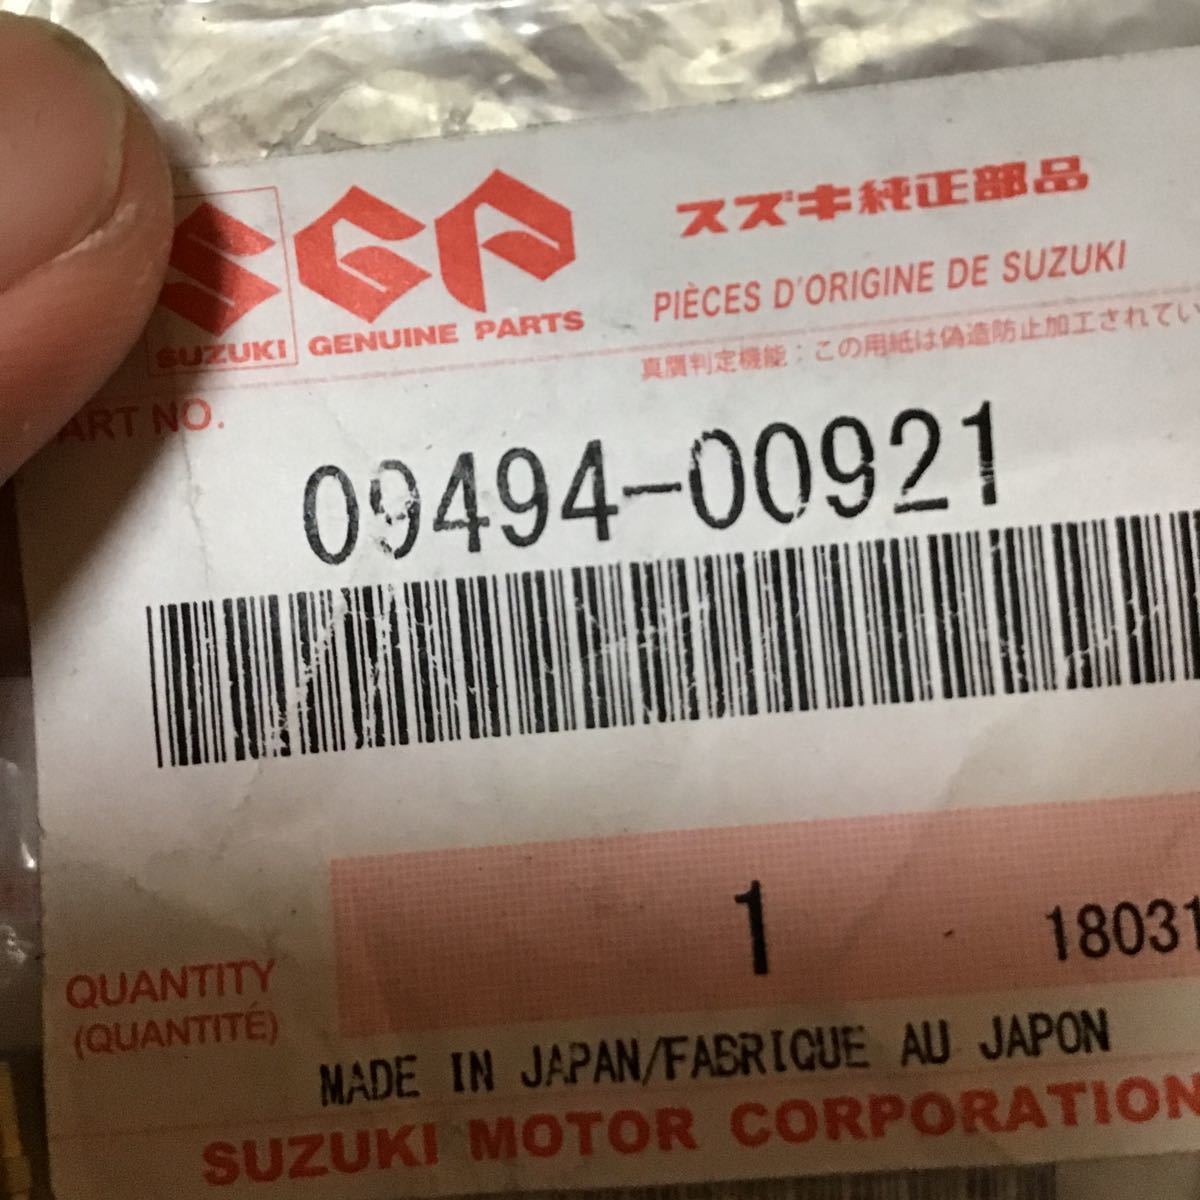 スズキ純正部品
SUZUKI GENUINE PARTS
PIÈCES D'ORIGINE DE SUZUKI
真贋判定機能：この用紙は偽造防止加工されてい
PART NO.
09494-00921
1 18031
QUANTITY
(QUANTITÉ)
MADE IN JAPAN/FABRIQUE AU JAPON
SUZUKI MOTOR CORPORATION